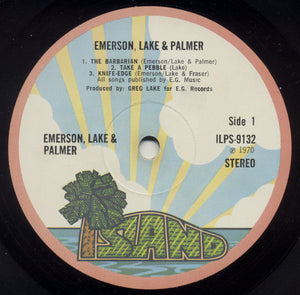 EMERSON, LAKE & PALMER
1. THE BARBARIAN (Emerson/Lake & Palmer)
2. TAKE A PEBBLE (Lake)
3. KNIFE-EDGE (Emerson/Lake & Fraser)
All songs published by E.G. Music
Produced by: GREG LAKE for E.G. Records
Side 1
EMERSON, LAKE &
PALMER
ILPS-9132
℗ 1970
STEREO
ISLAND